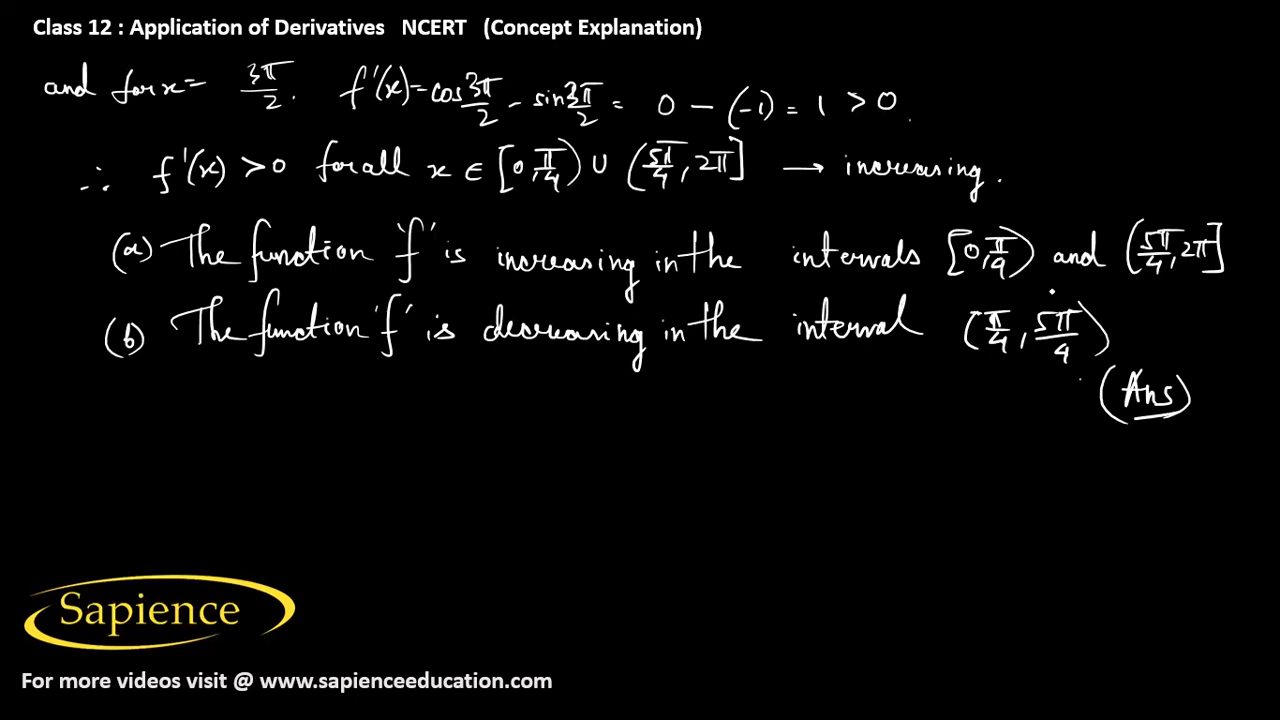 Class 12 : Application of Derivatives NCERT (Concept Explanation)
and for x = 3π/2. f'(x) = cos 3π/2 - sin 3π/2 = 0 - (-1) = 1 > 0.
∴ f'(x) > 0 for all x ∈ [0, π/4) ∪ (5π/4, 2π] → increasing.
(a) The function 'f' is increasing in the intervals [0, π/4) and (5π/4, 2π]
(b) The function 'f' is decreasing in the interval (π/4, 5π/4)
(Ans)
Sapience
For more videos visit @ www.sapienceeducation.com